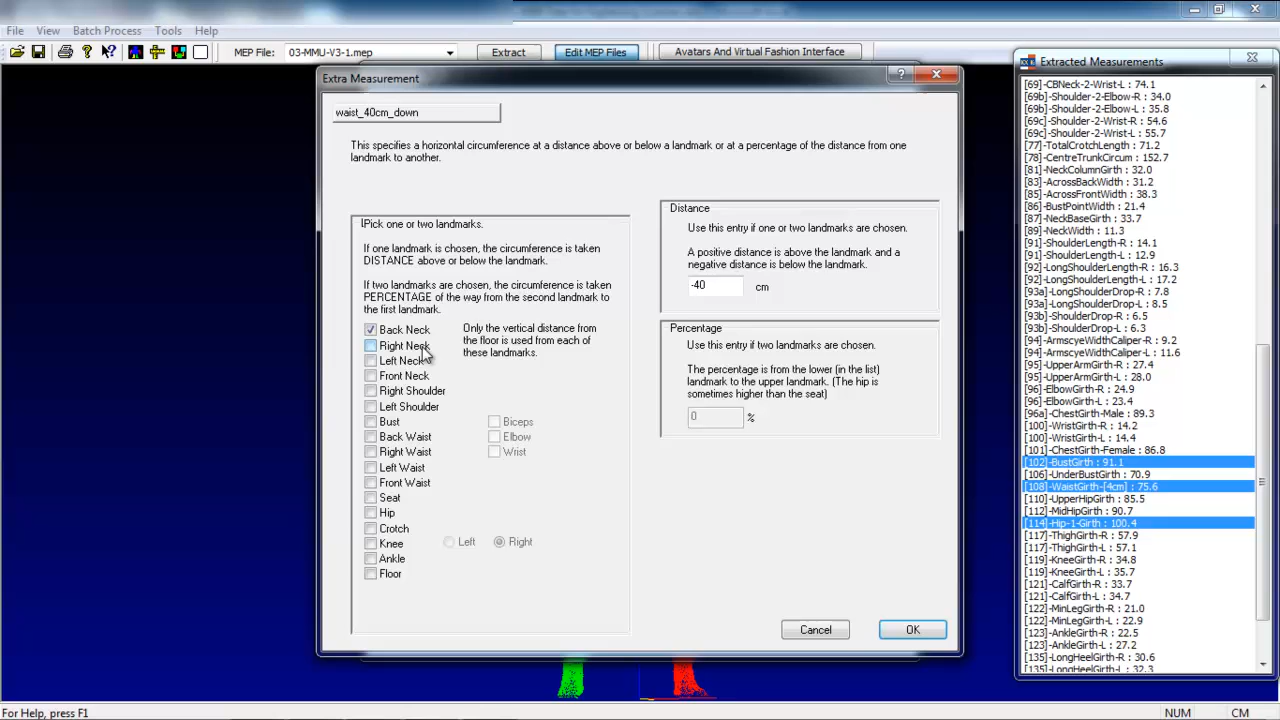 File View Batch Process Tools Help
MEP File: 03-MMU-V3-1.mep Extract Edit MEP Files Avatars And Virtual Fashion Interface
Extra Measurement
waist_40cm_down
This specifies a horizontal circumference at a distance above or below a landmark or at a percentage of the distance from one
landmark to another.
Pick one or two landmarks.
If one landmark is chosen, the circumference is taken
DISTANCE above or below the landmark.
If two landmarks are chosen, the circumference is taken
PERCENTAGE of the way from the second landmark to
the first landmark.
Back Neck
Right Neck
Left Neck
Front Neck
Right Shoulder
Left Shoulder
Bust
Back Waist
Right Waist
Left Waist
Front Waist
Seat
Hip
Crotch
Knee
Ankle
Floor
Only the vertical distance from
the floor is used from each of
these landmarks.
Biceps
Elbow
Wrist
Left Right
Distance
Use this entry if one or two landmarks are chosen.
A positive distance is above the landmark and a
negative distance is below the landmark.
-40 cm
Percentage
Use this entry if two landmarks are chosen.
The percentage is from the lower (in the list)
landmark to the upper landmark. (The hip is
sometimes higher than the seat)
0 %
Cancel OK
Extracted Measurements
[69]-CBNeck-2-Wrist-L : 74.1
[69b]-Shoulder-2-Elbow-R : 34.0
[69b]-Shoulder-2-Elbow-L : 35.8
[69c]-Shoulder-2-Wrist-R : 54.6
[69c]-Shoulder-2-Wrist-L : 55.7
[77]-TotalCrotchLength : 71.2
[78]-CentreTrunkCircum : 152.7
[81]-NeckColumnGirth : 32.0
[82]-AcrossBackWidth : 31.2
[85]-AcrossFrontWidth : 38.3
[86]-BustPointWidth : 21.4
[87]-NeckBaseGirth : 33.7
[89]-NeckWidth : 11.3
[91]-ShoulderLength-R : 14.1
[91]-ShoulderLength-L : 12.9
[92]-LongShoulderLength-R : 16.3
[92]-LongShoulderLength-L : 17.2
[93a]-LongShoulderDrop-R : 7.8
[93a]-LongShoulderDrop-L : 8.5
[93b]-ShoulderDrop-R : 6.5
[93b]-ShoulderDrop-L : 6.3
[94]-ArmscyeWidthCaliper-R : 9.2
[94]-ArmscyeWidthCaliper-L : 11.6
[95]-UpperArmGirth-R : 27.4
[95]-UpperArmGirth-L : 28.0
[96]-ElbowGirth-R : 24.9
[96]-ElbowGirth-L : 23.4
[96a]-ChestGirth-Male : 89.3
[100]-WristGirth-R : 14.2
[100]-WristGirth-L : 14.4
[101]-ChestGirth-Female : 86.8
[102]-BustGirth : 91.1
[106]-UnderBustGirth : 70.9
[108]-WaistGirth-[4cm] : 75.6
[110]-UpperHipGirth : 85.5
[112]-MidHipGirth : 90.7
[114]-Hip-1-Girth : 100.4
[117]-ThighGirth-R : 57.9
[117]-ThighGirth-L : 57.1
[119]-KneeGirth-R : 34.8
[119]-KneeGirth-L : 35.7
[121]-CalfGirth-R : 33.7
[121]-CalfGirth-L : 34.7
[122]-MinLegGirth-R : 21.0
[122]-MinLegGirth-L : 22.9
[123]-AnkleGirth-R : 22.5
[123]-AnkleGirth-L : 27.2
[135]-LongHeelGirth-R : 30.6
[135]-LongHeelGirth-L : 32.3
For Help, press F1 NUM CM